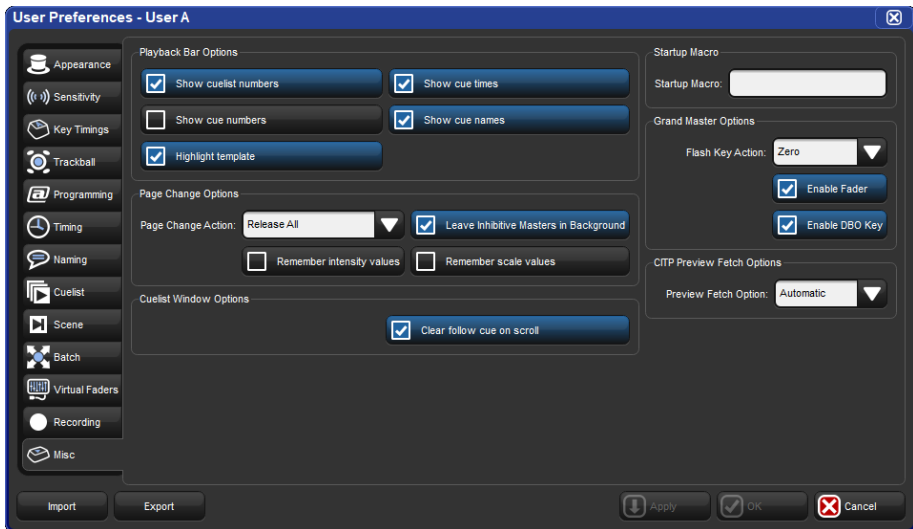 User Preferences - User A
Appearance
Sensitivity
Key Timings
Trackball
Programming
Timing
Naming
Cuelist
Scene
Batch
Virtual Faders
Recording
Misc
Playback Bar Options
Show cuelist numbers
Show cue times
Show cue numbers
Show cue names
Highlight template
Page Change Options
Page Change Action: Release All
Leave Inhibitive Masters in Background
Remember intensity values
Remember scale values
Cuelist Window Options
Clear follow cue on scroll
Startup Macro
Startup Macro:
Grand Master Options
Flash Key Action: Zero
Enable Fader
Enable DBO Key
CITP Preview Fetch Options
Preview Fetch Option: Automatic
Import
Export
Apply
OK
Cancel